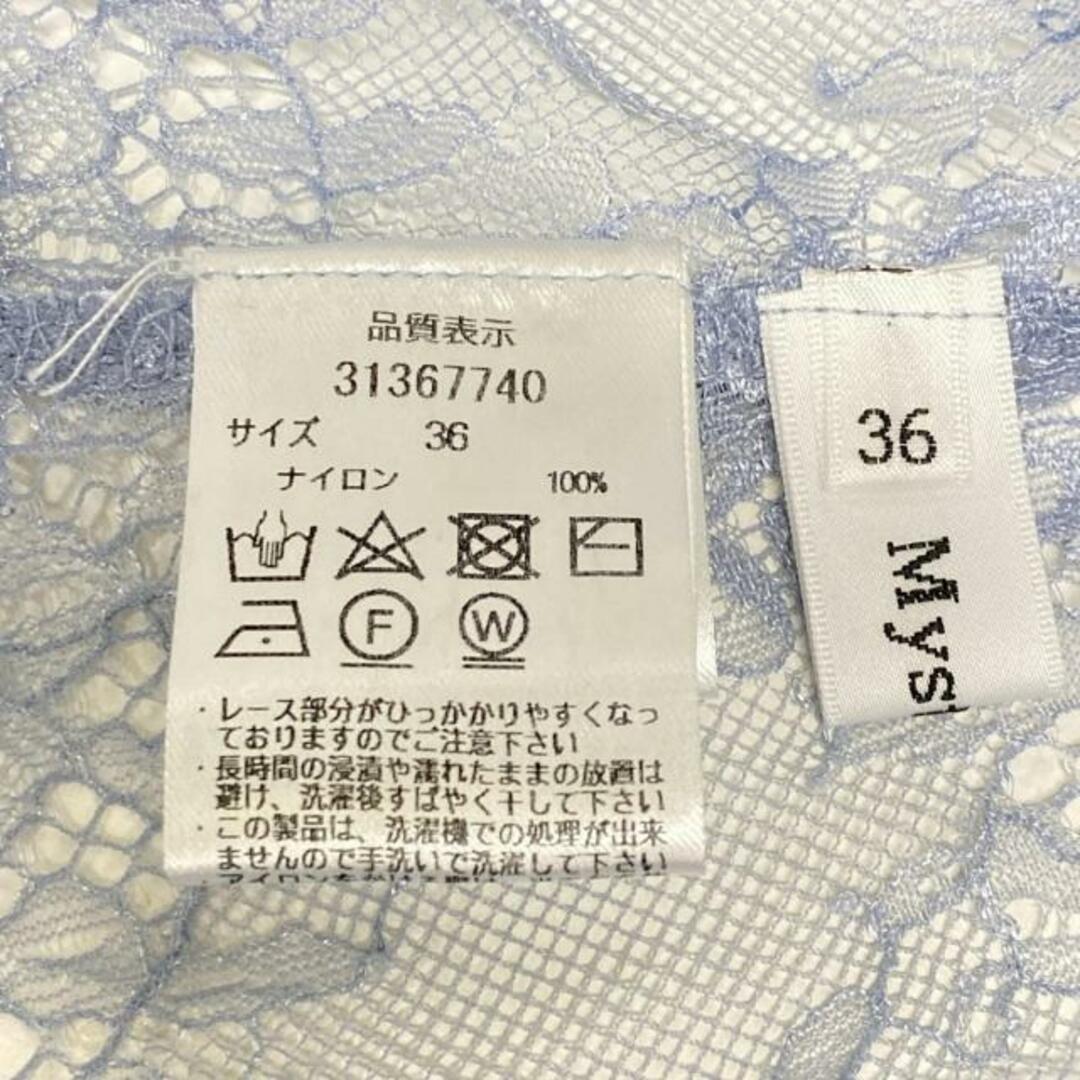 品質表示
31367740
サイズ 36
ナイロン 100%
F W
・レース部分がひっかかりやすくなっ
ておりますのでご注意下さい
・長時間の浸漬や濡れたままの放置は
避け、洗濯後すばやく干して下さい
・この製品は、洗濯機での処理が出来
ませんので手洗いで洗濯して下さい
36
Myst